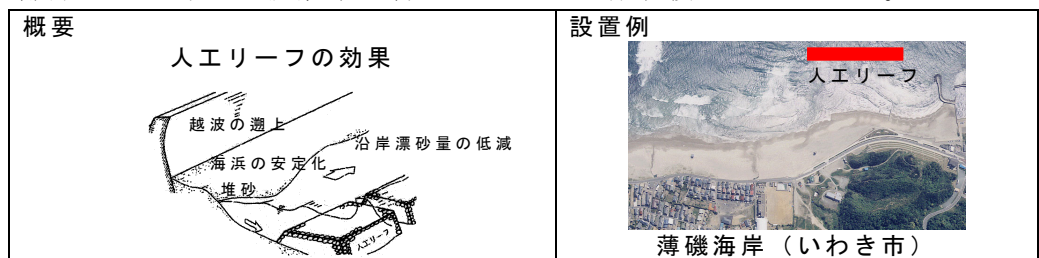 概要
人工リーフの効果
越波の遡上
沿岸漂砂量の低減
海浜の安定化
堆砂
人工リーフ
設置例
人工リーフ
薄磯海岸（いわき市）